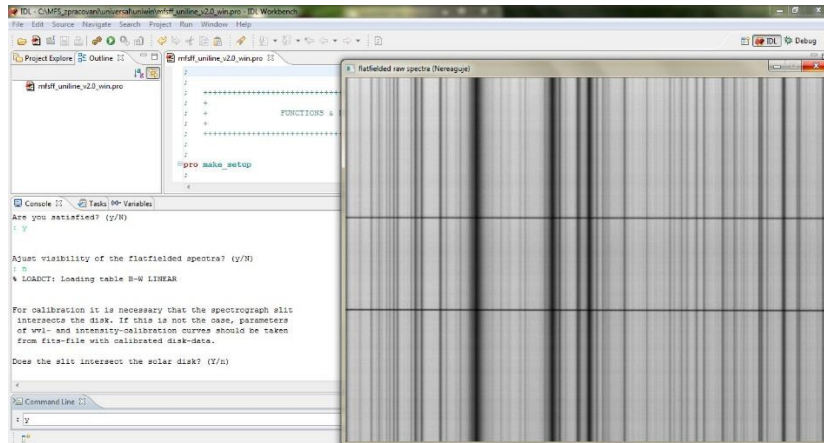 IDL - C:\MFS_zpracovani\universal\uniwin\mfsff_uniline_v2.0_win.pro - IDL Workbench
File Edit Source Navigate Search Project Run Window Help
IDL Debug
Project Explore Outline
mfsff_uniline_v2.0_win.pro
mfsff_uniline_v2.0_win.pro
; +++++++++++++++++++++++++++++
; +
; + FUNCTIONS &
; +
; +++++++++++++++++++++++++++++
;
;
pro make_setup
;
flatfielded raw spectra (Nereaguje)
Console Tasks Variables
Are you satisfied? (y/N)
: y
Ajust visibility of the flatfielded spectra? (y/N)
: n
% LOADCT: Loading table B-W LINEAR
For calibration it is necessary that the spectrograph slit
intersects the disk. If this is not the case, parameters
of wvl- and intensity-calibration curves should be taken
from fits-file with calibrated disk-data.
Does the slit intersect the solar disk? (Y/n)
Command Line
: y